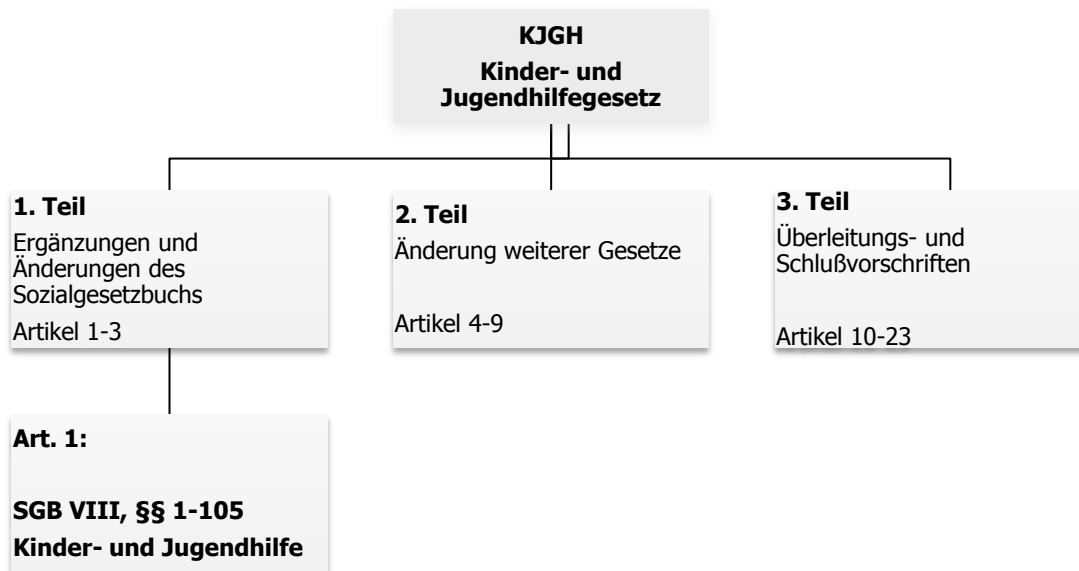 KJGH
Kinder- und
Jugendhilfegesetz
1. Teil
Ergänzungen und
Änderungen des
Sozialgesetzbuchs
Artikel 1-3
2. Teil
Änderung weiterer Gesetze
Artikel 4-9
3. Teil
Überleitungs- und
Schlußvorschriften
Artikel 10-23
Art. 1:
SGB VIII, §§ 1-105
Kinder- und Jugendhilfe